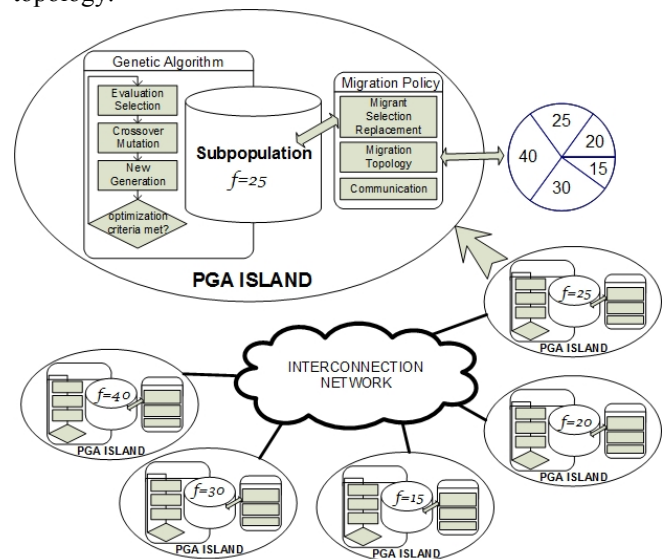 topology.
Genetic Algorithm
Evaluation
Selection
Crossover
Mutation
New
Generation
optimization
criteria met?
Subpopulation
f=25
Migration Policy
Migrant
Selection
Replacement
Migration
Topology
Communication
25
20
15
30
40
PGA ISLAND
f=25
PGA ISLAND
INTERCONNECTION
NETWORK
f=40
PGA ISLAND
f=20
PGA ISLAND
f=30
PGA ISLAND
f=15
PGA ISLAND